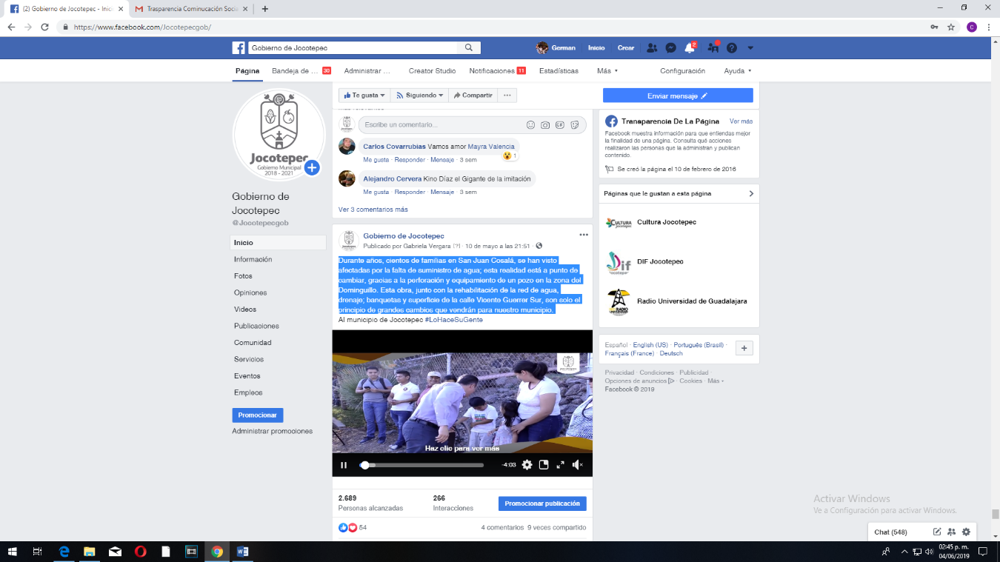 (2) Gobierno de Jocotepec - Inic
Trasparencia Cominucación Socia
https://www.facebook.com/Jocotepecgob/
Gobierno de Jocotepec
German
Inicio
Crear
2
Página
Bandeja de ... 30
Administrar ...
Creator Studio
Notificaciones 11
Estadísticas
Más
Configuración
Ayuda
Jocotepec
Gobierno Municipal
2018 - 2021
Gobierno de
Jocotepec
@Jocotepecgob
Inicio
Información
Fotos
Opiniones
Videos
Publicaciones
Comunidad
Servicios
Eventos
Empleos
Promocionar
Administrar promociones
Te gusta
Siguiendo
Compartir
...
Enviar mensaje
Más relevantes
Escribe un comentario...
GIF
Carlos Covarrubias Vamos amor Mayra Valencia
1
Me gusta · Responder · Mensaje · 3 sem
Alejandro Cervera Kino Díaz el Gigante de la imitación
Me gusta · Responder · Mensaje · 3 sem
Ver 3 comentarios más
Gobierno de Jocotepec
Publicado por Gabriela Vergara [?] · 10 de mayo a las 21:51 ·
Durante años, cientos de familias en San Juan Cosalá, se han visto
afectadas por la falta de suministro de agua; esta realidad está a punto de
cambiar, gracias a la perforación y equipamiento de un pozo en la zona del
Dominguillo. Esta obra, junto con la rehabilitación de la red de agua,
drenaje; banquetas y superficie de la calle Vicente Guerrer Sur, son solo el
principio de grandes cambios que vendrán para nuestro municipio.
Al municipio de Jocotepec #LoHaceSuGente
Haz clic para ver más
-4:03
2.689
Personas alcanzadas
266
Interacciones
Promocionar publicación
54
4 comentarios 9 veces compartido
Transparencia De La Página
Ver más
Facebook muestra información para que entiendas mejor
la finalidad de una página. Consulta qué acciones
realizaron las personas que la administran y publican
contenido.
Se creó la página el 10 de febrero de 2016
Páginas que le gustan a esta página
CULTURA
Jocotepec
Cultura Jocotepec
Dif
Jocotepec
DIF Jocotepec
RADIO
Radio Universidad de Guadalajara
Español · English (US) · Português (Brasil) ·
Français (France) · Deutsch
Privacidad · Condiciones · Publicidad ·
Opciones de anuncios · Cookies · Más
Facebook © 2019
Activar Windows
Ve a Configuración para activar Windows.
Chat (548)
02:45 p. m.
04/06/2019